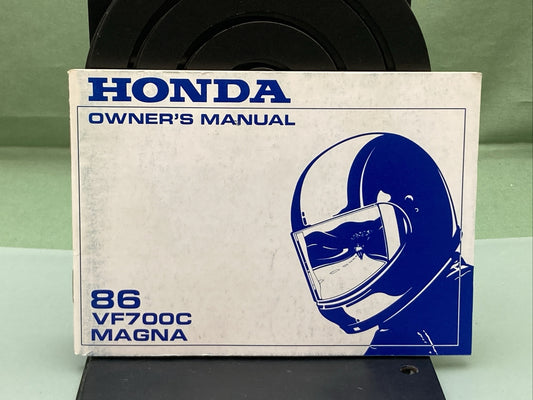 HONDA
OWNER'S MANUAL
86
VF700C
MAGNA